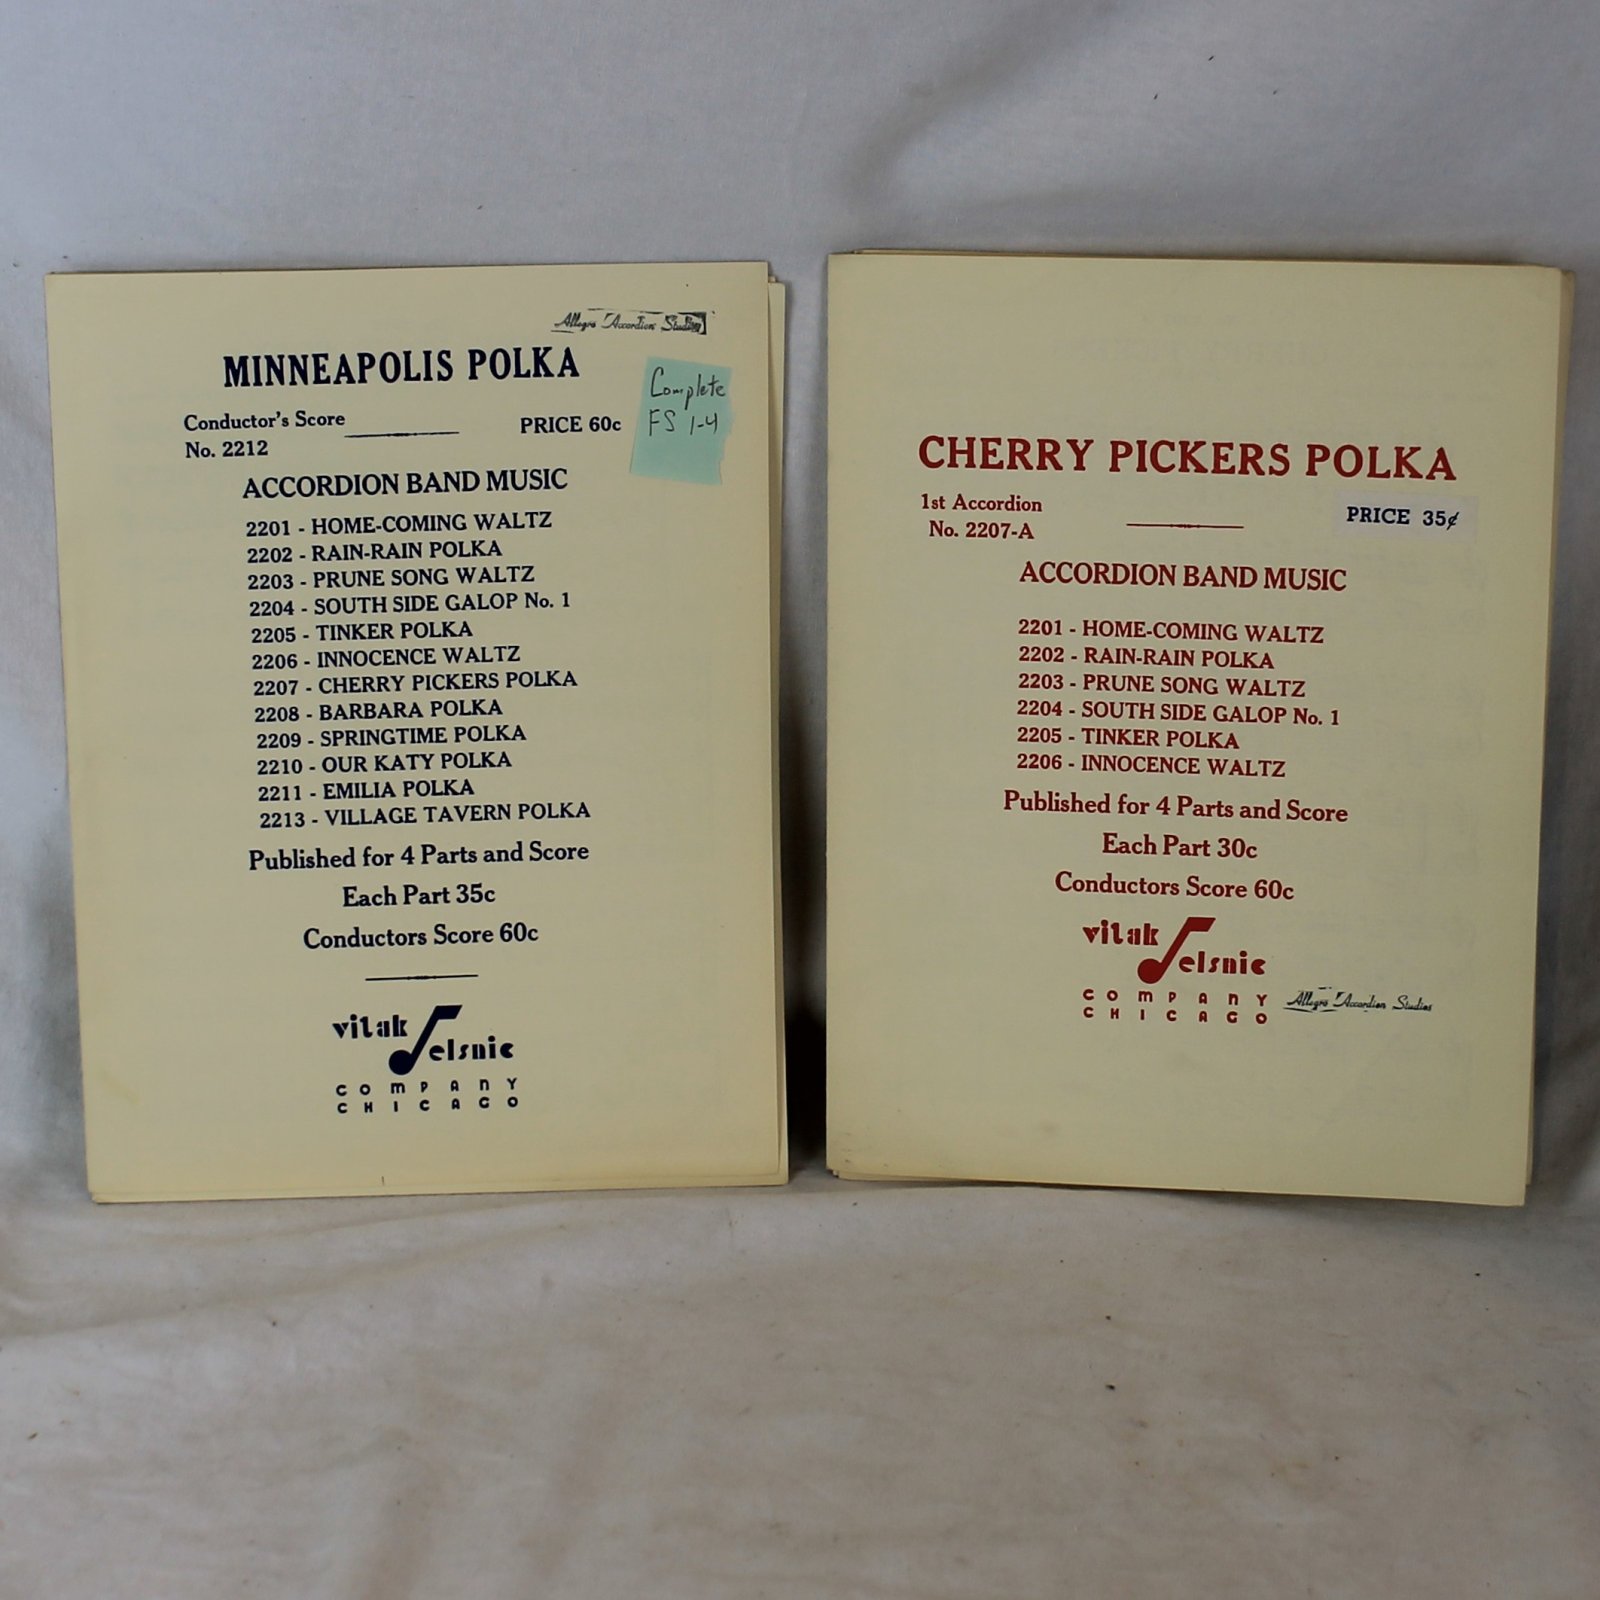 Allegro Accordion Studios
MINNEAPOLIS POLKA
Complete
FS 1-4
Conductor's Score
PRICE 60c
No. 2212
ACCORDION BAND MUSIC
2201 - HOME-COMING WALTZ
2202 - RAIN-RAIN POLKA
2203 - PRUNE SONG WALTZ
2204 - SOUTH SIDE GALOP No. 1
2205 - TINKER POLKA
2206 - INNOCENCE WALTZ
2207 - CHERRY PICKERS POLKA
2208 - BARBARA POLKA
2209 - SPRINGTIME POLKA
2210 - OUR KATY POLKA
2211 - EMILIA POLKA
2213 - VILLAGE TAVERN POLKA
Published for 4 Parts and Score
Each Part 35c
Conductors Score 60c
vitak
elsnic
COMPANY
CHICAGO
CHERRY PICKERS POLKA
1st Accordion
PRICE 35¢
No. 2207-A
ACCORDION BAND MUSIC
2201 - HOME-COMING WALTZ
2202 - RAIN-RAIN POLKA
2203 - PRUNE SONG WALTZ
2204 - SOUTH SIDE GALOP No. 1
2205 - TINKER POLKA
2206 - INNOCENCE WALTZ
Published for 4 Parts and Score
Each Part 30c
Conductors Score 60c
vitak
elsnic
COMPANY
CHICAGO
Allegro Accordion Studios